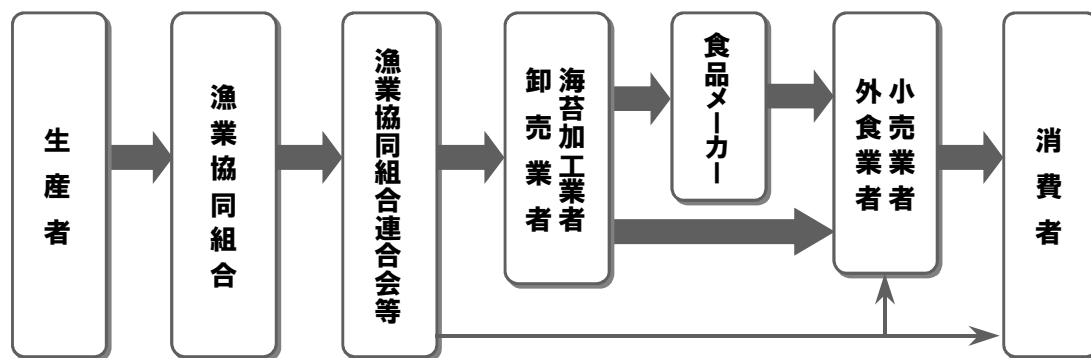 生産者
漁業協同組合
漁業協同組合連合会等
海苔加工業者
卸売業者
食品メーカー
小売業者
外食業者
消費者